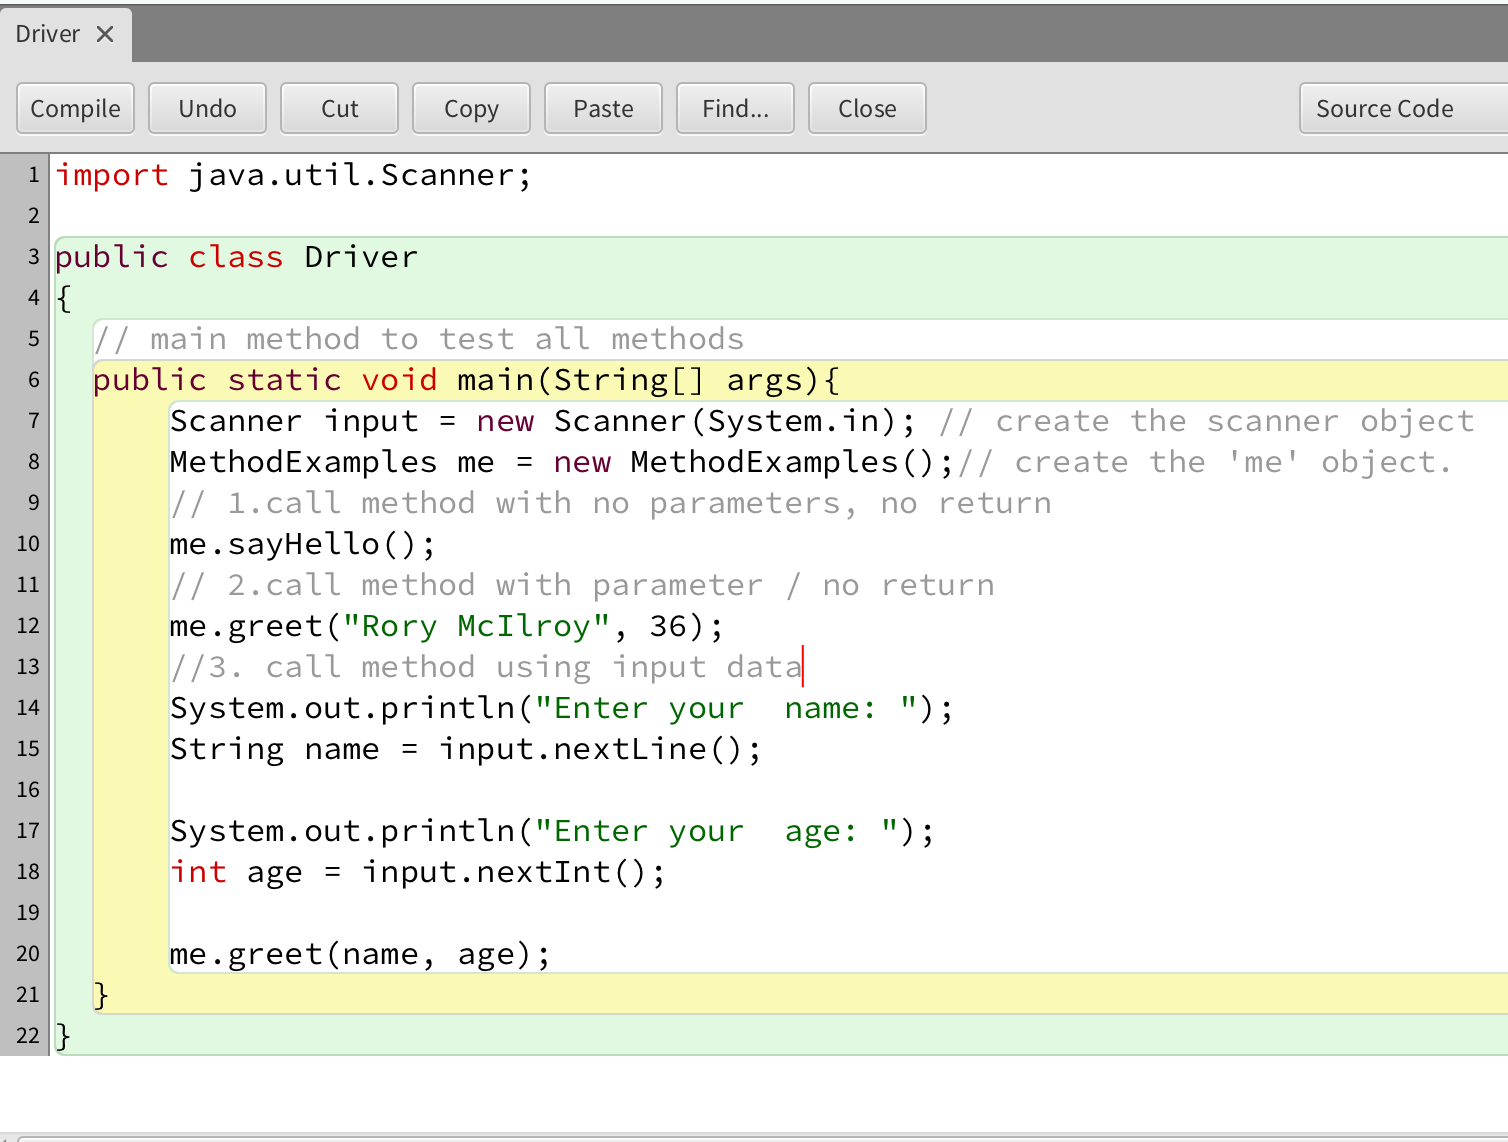 Driver
Compile Undo Cut Copy Paste Find... Close Source Code
1 import java.util.Scanner;
2
3 public class Driver
4 {
5 // main method to test all methods
6 public static void main(String[] args){
7 Scanner input = new Scanner(System.in); // create the scanner object
8 MethodExamples me = new MethodExamples();// create the 'me' object.
9 // 1.call method with no parameters, no return
10 me.sayHello();
11 // 2.call method with parameter / no return
12 me.greet("Rory McIlroy", 36);
13 //3. call method using input data
14 System.out.println("Enter your  name: ");
15 String name = input.nextLine();
16
17 System.out.println("Enter your  age: ");
18 int age = input.nextInt();
19
20 me.greet(name, age);
21 }
22 }